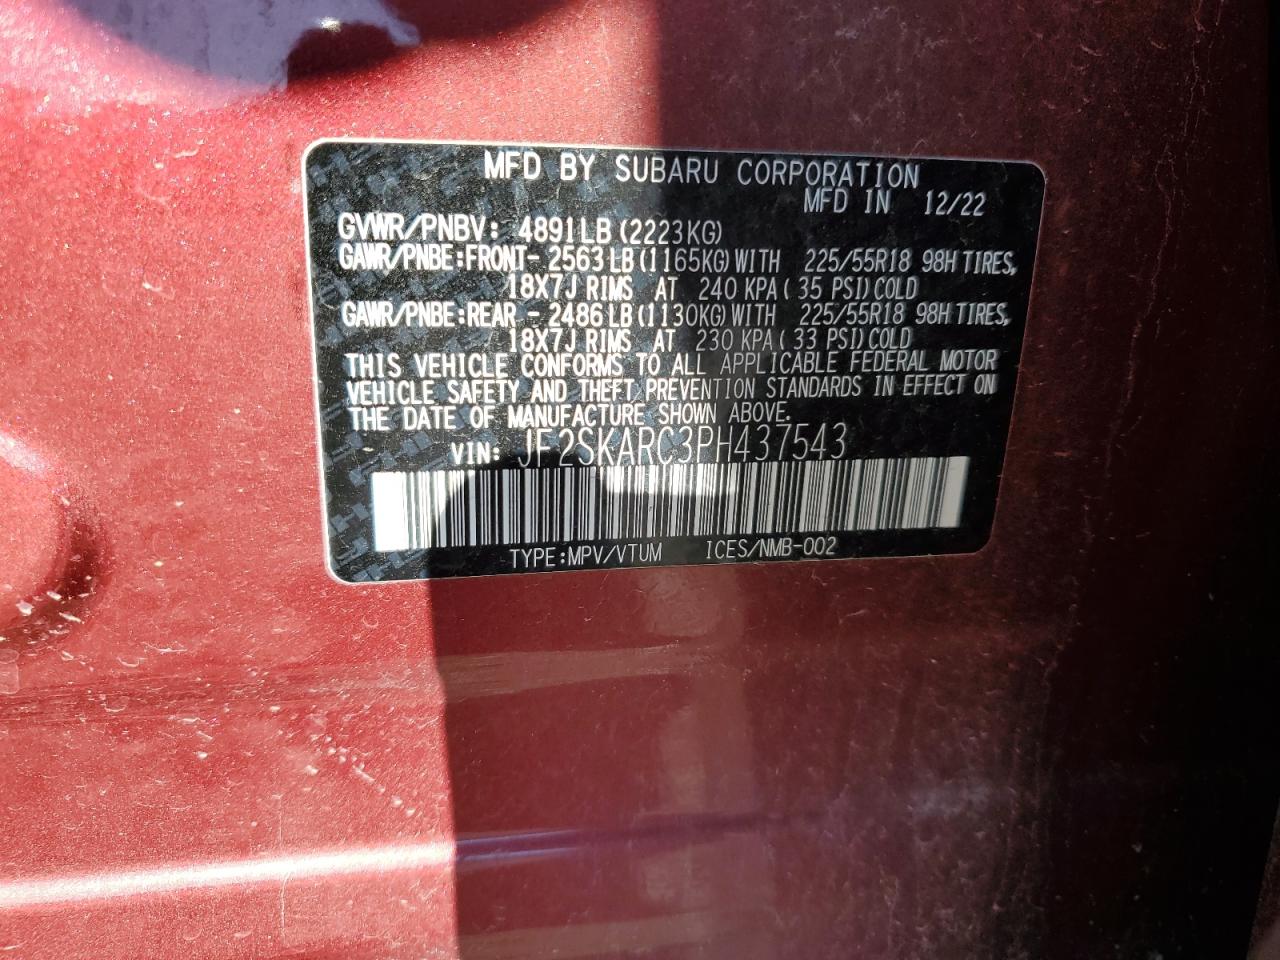 MFD BY SUBARU CORPORATION
MFD IN 12/22
GVWR/PNBV: 4891LB (2223KG)
GAWR/PNBE:FRONT- 2563LB(1165KG)WITH 225/55R18 98H TIRES,
18X7J RIMS AT 240 KPA( 35 PSI)COLD
GAWR/PNBE:REAR - 2486LB(1130KG)WITH 225/55R18 98H TIRES,
18X7J RIMS AT 230 KPA( 33 PSI)COLD
THIS VEHICLE CONFORMS TO ALL APPLICABLE FEDERAL MOTOR
VEHICLE SAFETY AND THEFT PREVENTION STANDARDS IN EFFECT ON
THE DATE OF MANUFACTURE SHOWN ABOVE.
VIN: JF2SKARC3PH437543
TYPE:MPV/VTUM ICES/NMB-002